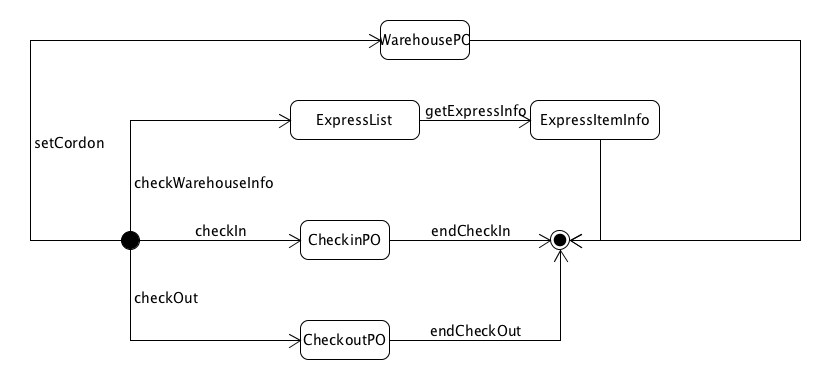 WarehousePO
getExpressInfo
ExpressList
ExpressItemInfo
setCordon
checkWarehouseInfo
checkIn
endCheckIn
CheckinPO
checkOut
endCheckOut
CheckoutPO